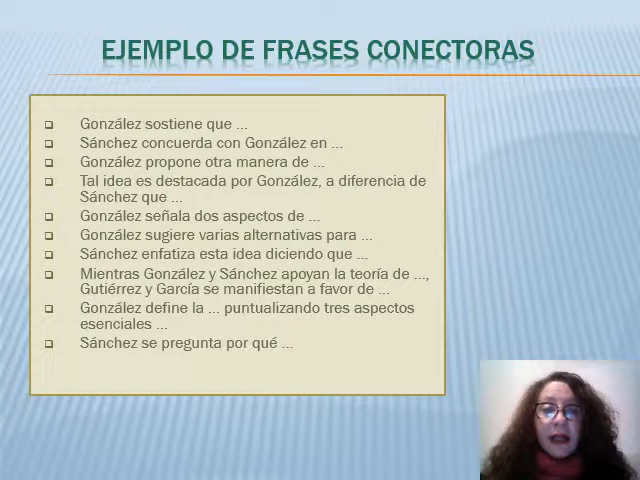 EJEMPLO DE FRASES CONECTORAS
González sostiene que ...
Sánchez concuerda con González en ...
González propone otra manera de ...
Tal idea es destacada por González, a diferencia de
Sánchez que ...
González señala dos aspectos de ...
González sugiere varias alternativas para ...
Sánchez enfatiza esta idea diciendo que ...
Mientras González y Sánchez apoyan la teoría de ...,
Gutiérrez y García se manifiestan a favor de ...
González define la ... puntualizando tres aspectos
esenciales ...
Sánchez se pregunta por qué ...